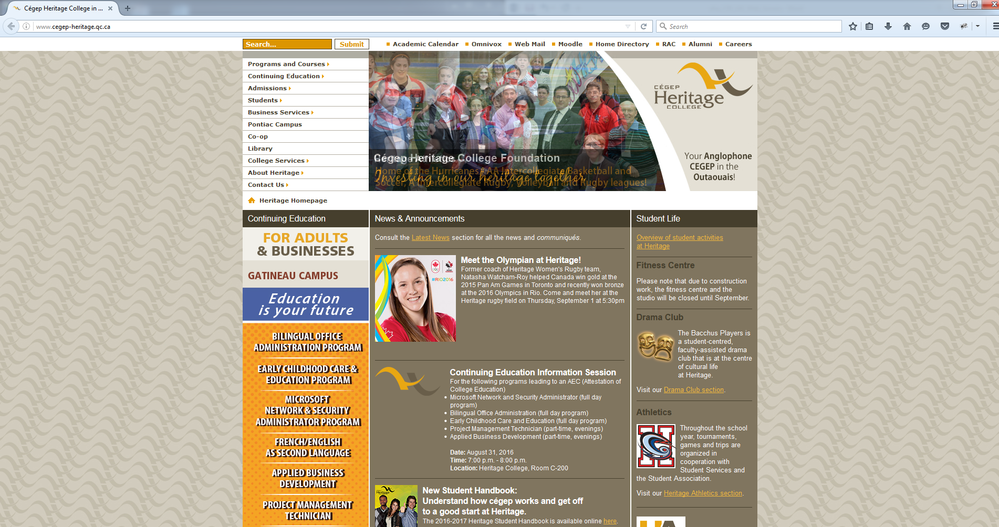 Cégep Heritage College in ...
www.cegep-heritage.qc.ca
Search
Search...
Submit
Academic Calendar
Omnivox
Web Mail
Moodle
Home Directory
RAC
Alumni
Careers
Programs and Courses
Continuing Education
Admissions
Students
Business Services
Pontiac Campus
Co-op
Library
College Services
About Heritage
Contact Us
Cégep Heritage College Foundation
Home of the Hurricanes - AA Intercollegiate Basketball and
Investing in our heritage together
Soccer, A Intercollegiate Rugby, Volleyball and Rugby leagues!
CÉGEP
Heritage
COLLEGE
Your Anglophone
CEGEP in the
Outaouais!
Heritage Homepage
Continuing Education
FOR ADULTS
& BUSINESSES
GATINEAU CAMPUS
Education
is your future
BILINGUAL OFFICE
ADMINISTRATION PROGRAM
EARLY CHILDHOOD CARE &
EDUCATION PROGRAM
MICROSOFT
NETWORK & SECURITY
ADMINISTRATOR PROGRAM
FRENCH/ENGLISH
AS SECOND LANGUAGE
APPLIED BUSINESS
DEVELOPMENT
PROJECT MANAGEMENT
TECHNICIAN
News & Announcements
Consult the Latest News section for all the news and communiqués.
#RIO2016
Meet the Olympian at Heritage!
Former coach of Heritage Women's Rugby team,
Natasha Watcham-Roy helped Canada win gold at the
2015 Pan Am Games in Toronto and recently won bronze
at the 2016 Olympics in Rio. Come and meet her at the
Heritage rugby field on Thursday, September 1 at 5:30pm
Continuing Education Information Session
For the following programs leading to an AEC (Attestation of
College Education)
• Microsoft Network and Security Administrator (full day
program)
• Bilingual Office Administration (full day program)
• Early Childhood Care and Education (full day program)
• Project Management Technician (part-time, evenings)
• Applied Business Development (part-time, evenings)
Date: August 31, 2016
Time: 7:00 p.m. - 8:00 p.m.
Location: Heritage College, Room C-200
Heritage
New Student Handbook:
Understand how cégep works and get off
to a good start at Heritage.
The 2016-2017 Heritage Student Handbook is available online here.
Student Life
Overview of student activities
at Heritage
Fitness Centre
Please note that due to construction
work, the fitness centre and the
studio will be closed until September.
Drama Club
The Bacchus Players is
a student-centred,
faculty-assisted drama
club that is at the centre
of cultural life
at Heritage.
Visit our Drama Club section.
Athletics
H
Throughout the school
year, tournaments,
games and trips are
organized in
cooperation with
Student Services and
the Student Association.
Visit our Heritage Athletics section.